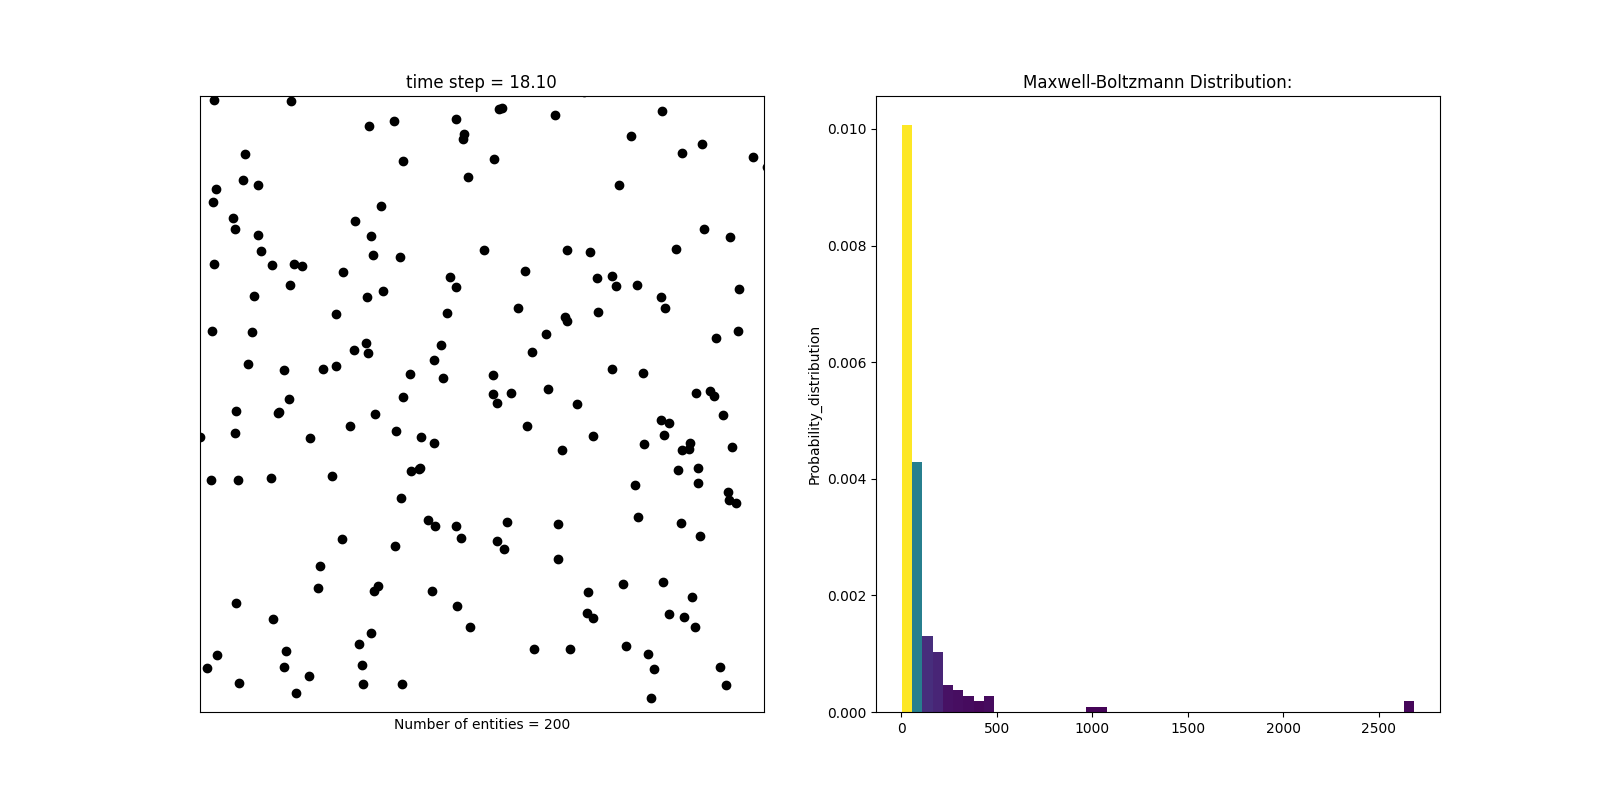 time step = 18.10
Number of entities = 200
Maxwell-Boltzmann Distribution:
Probability_distribution
0.010
0.008
0.006
0.004
0.002
0.000
0 500 1000 1500 2000 2500